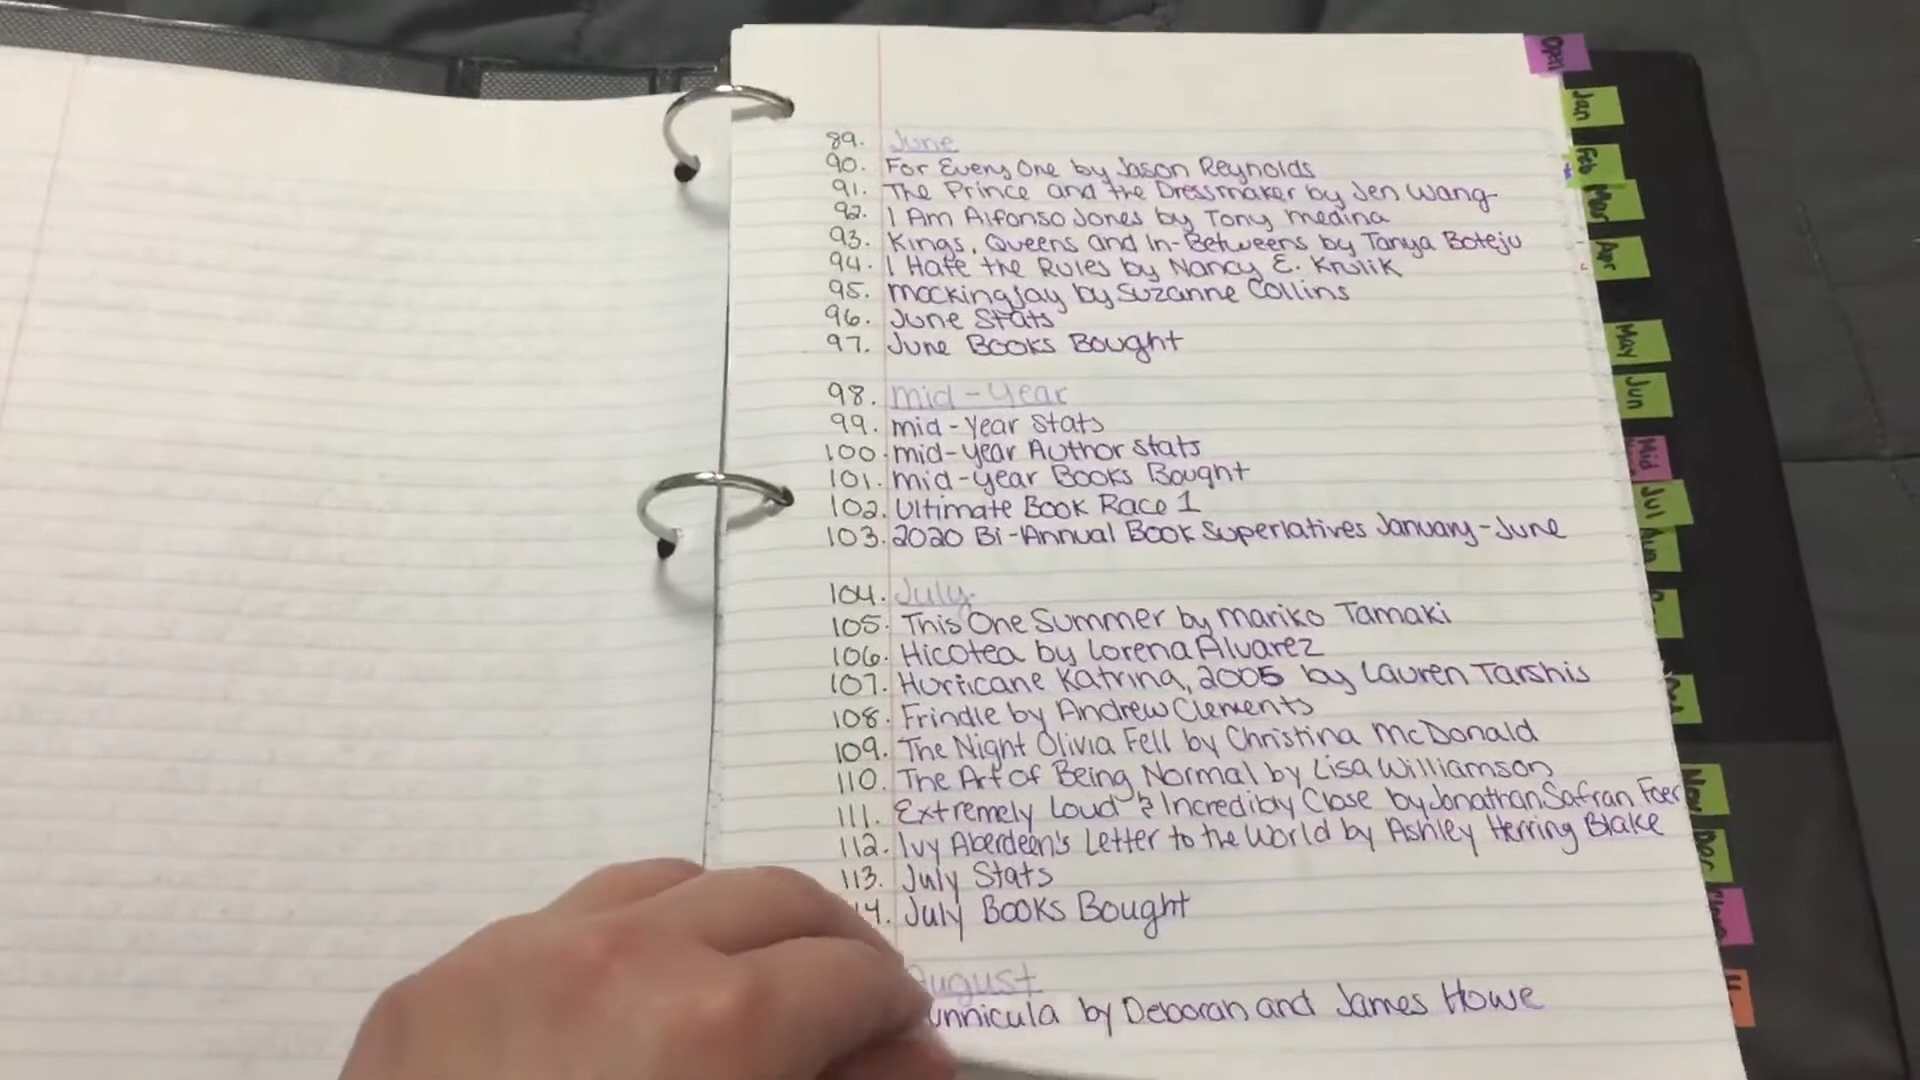 89. June
90. For Every One by Jason Reynolds
91. The Prince and the Dressmaker by Jen Wang
92. I Am Alfonso Jones by Tony Medina
93. Kings, Queens and In-Betweens by Tanya Boteju
94. I Hate the Rules by Nancy E. Krulik
95. Mockingjay by Suzanne Collins
96. June Stats
97. June Books Bought
98. Mid-Year
99. Mid-Year Stats
100. Mid-Year Author Stats
101. Mid-Year Books Bought
102. Ultimate Book Race 1
103. 2020 Bi-Annual Book Superlatives January-June
104. July
105. This One Summer by Mariko Tamaki
106. Hicotea by Lorena Alvarez
107. Hurricane Katrina, 2005 by Lauren Tarshis
108. Frindle by Andrew Clements
109. The Night Olivia Fell by Christina McDonald
110. The Art of Being Normal by Lisa Williamson
111. Extremely Loud & Incredibly Close by Jonathan Safran Foer
112. Ivy Aberdeen's Letter to the World by Ashley Herring Blake
113. July Stats
14. July Books Bought
August
unnicula by Deborah and James Howe
Jan
Feb
Mar
Apr
May
Jun
Mid
Jul
Nov
Dec